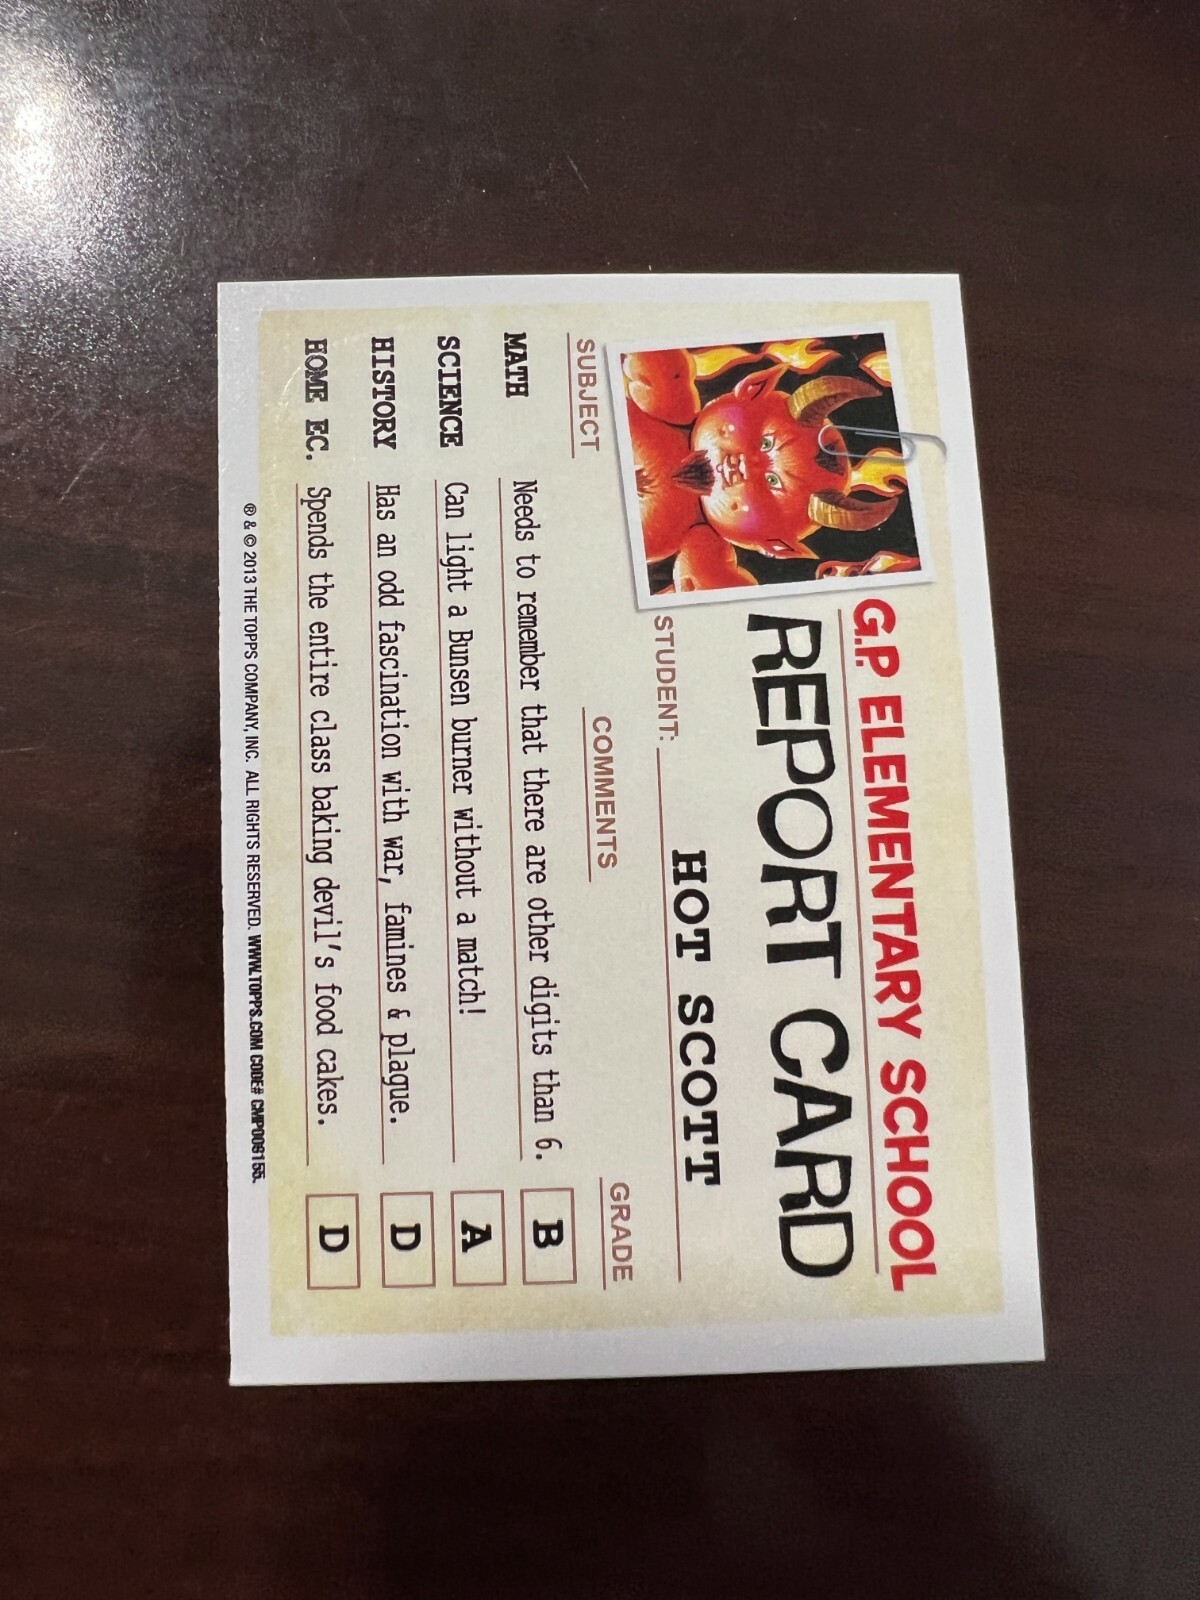 G.P. ELEMENTARY SCHOOL
REPORT CARD
STUDENT: HOT SCOTT
SUBJECT COMMENTS GRADE
MATH Needs to remember that there are other digits than 6. B
SCIENCE Can light a Bunsen burner without a match! A
HISTORY Has an odd fascination with war, famines & plague. D
HOME EC. Spends the entire class baking devil's food cakes. D
® & © 2013 THE TOPPS COMPANY, INC. ALL RIGHTS RESERVED. WWW.TOPPS.COM CODE# CMP006155.